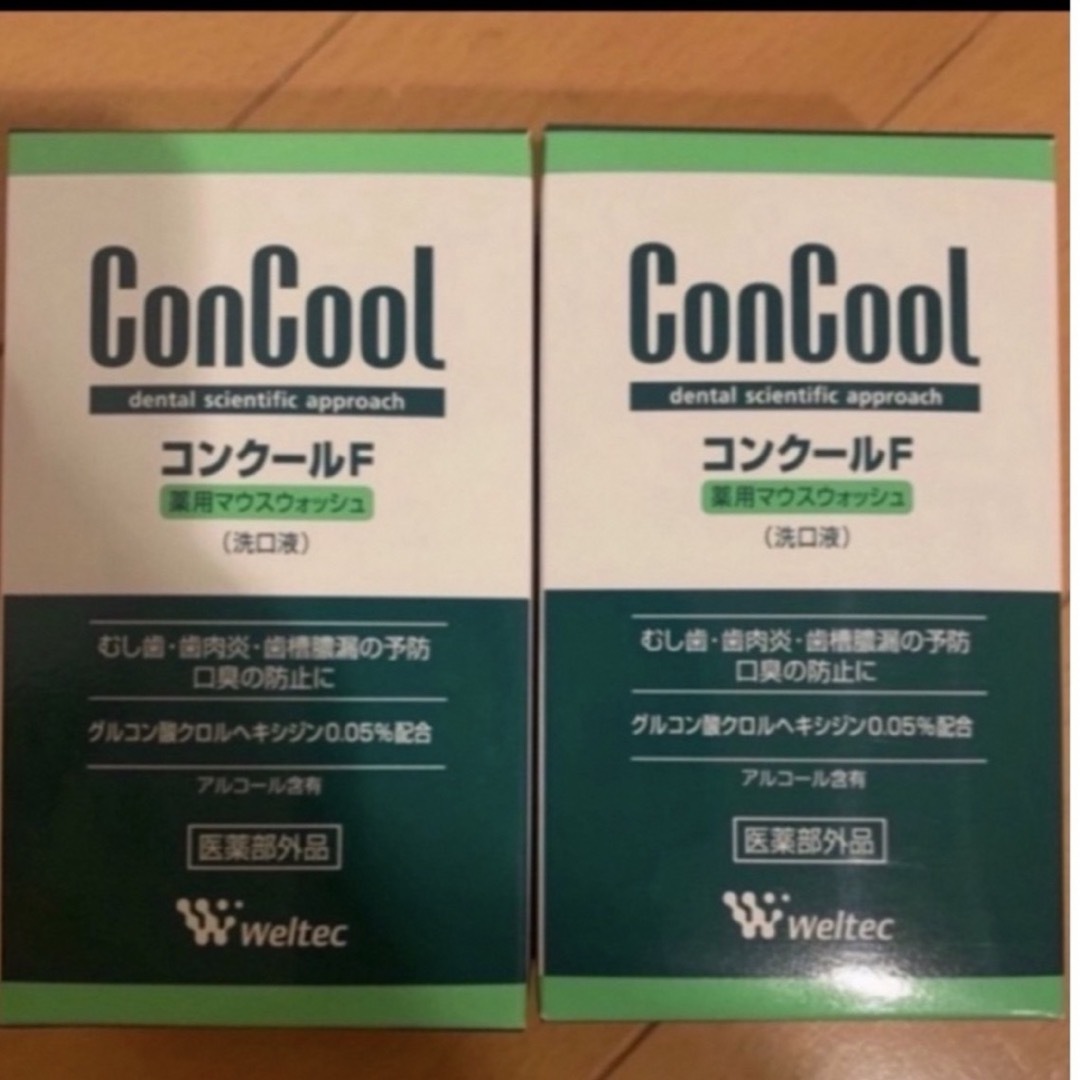 ConCool
dental scientific approach
コンクールF
薬用マウスウォッシュ
（洗口液）
むし歯・歯肉炎・歯槽膿漏の予防
口臭の防止に
グルコン酸クロルヘキシジン0.05%配合
アルコール含有
医薬部外品
weltec
ConCool
dental scientific approach
コンクールF
薬用マウスウォッシュ
（洗口液）
むし歯・歯肉炎・歯槽膿漏の予防
口臭の防止に
グルコン酸クロルヘキシジン0.05%配合
アルコール含有
医薬部外品
weltec